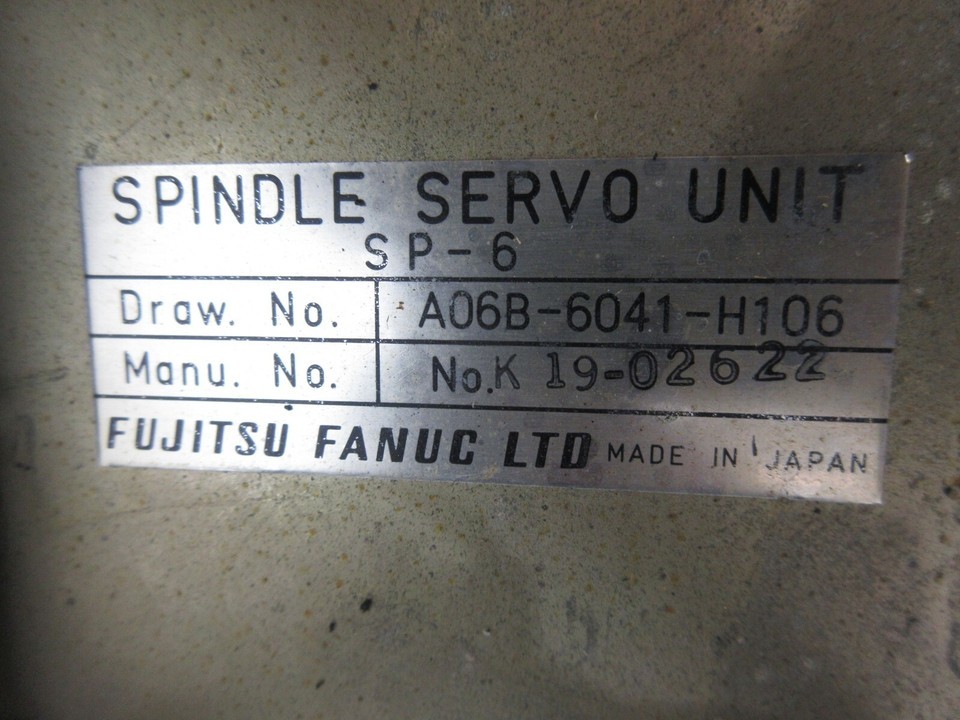 SPINDLE SERVO UNIT
SP-6
Draw. No. A06B-6041-H106
Manu. No. No.K 19-02622
FUJITSU FANUC LTD MADE IN JAPAN